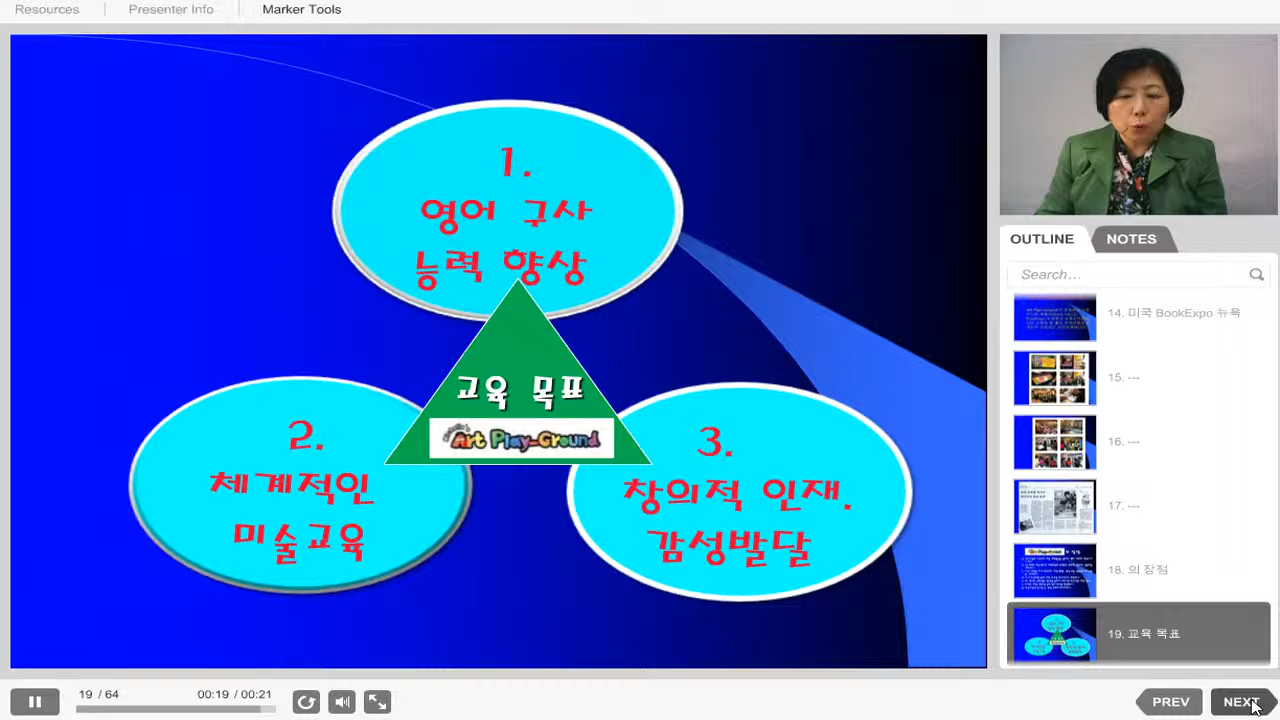 Resources
Presenter Info
Marker Tools
1.
영어 구사
능력 향상
교육 목표
Art Play-Ground
2.
체계적인
미술교육
3.
창의적 인재.
감성발달
OUTLINE
NOTES
Search...
14. 미국 BookExpo 뉴욕
15. ---
16. ---
17. ---
18. 의 장점
19. 교육 목표
19 / 64
00:19 / 00:21
PREV
NEXT